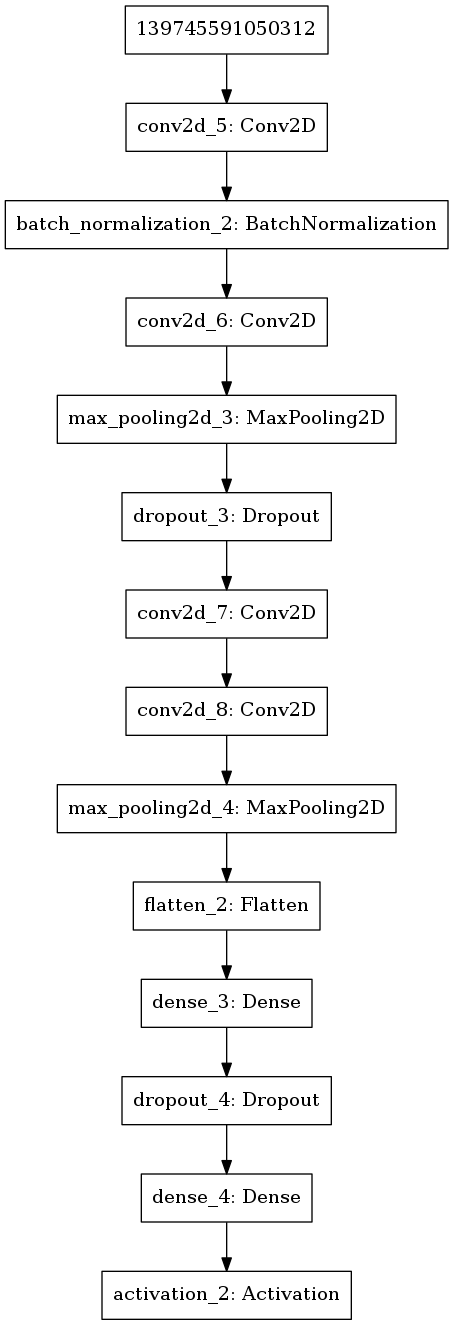 139745591050312
conv2d_5: Conv2D
batch_normalization_2: BatchNormalization
conv2d_6: Conv2D
max_pooling2d_3: MaxPooling2D
dropout_3: Dropout
conv2d_7: Conv2D
conv2d_8: Conv2D
max_pooling2d_4: MaxPooling2D
flatten_2: Flatten
dense_3: Dense
dropout_4: Dropout
dense_4: Dense
activation_2: Activation